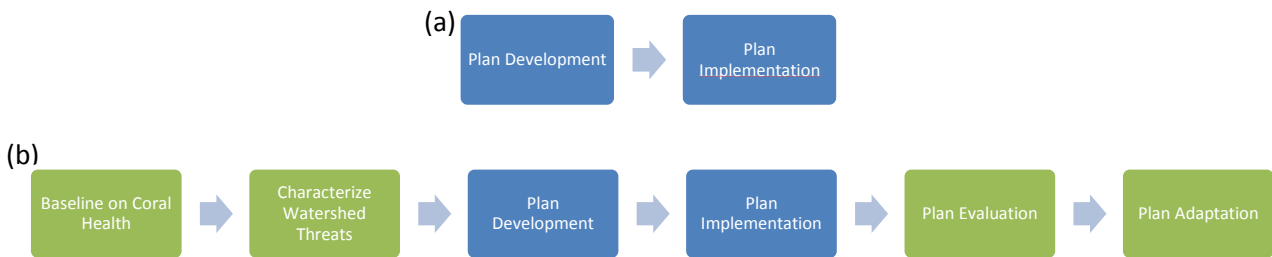 (a)
Plan Development
Plan
Implementation
(b)
Baseline on Coral
Health
Characterize
Watershed
Threats
Plan
Development
Plan
Implementation
Plan Evaluation
Plan Adaptation